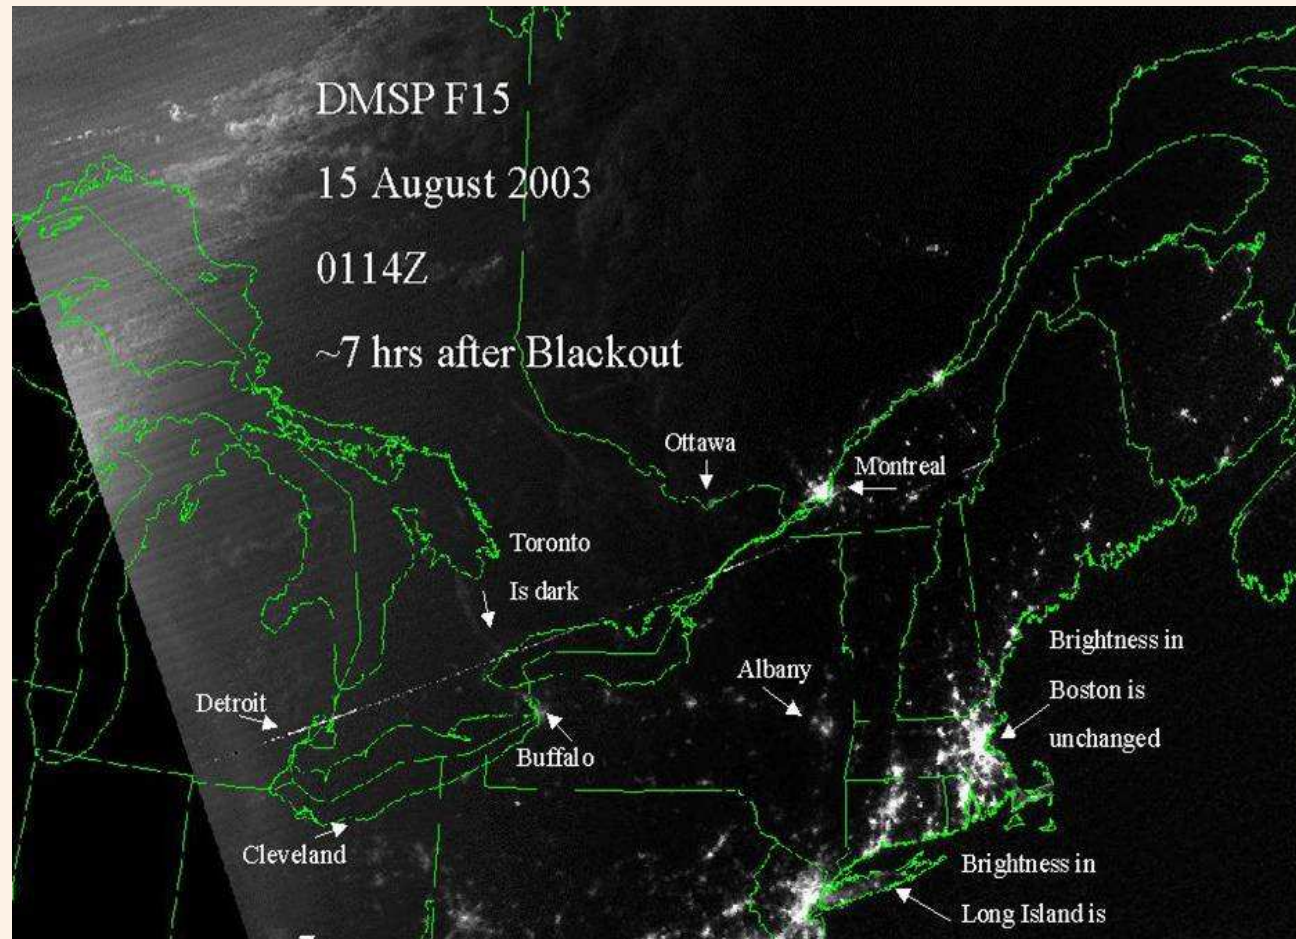 DMSP F15
15 August 2003
0114Z
~7 hrs after Blackout
Ottawa
Montreal
Toronto
Is dark
Detroit
Buffalo
Albany
Cleveland
Brightness in
Boston is
unchanged
Brightness in
Long Island is